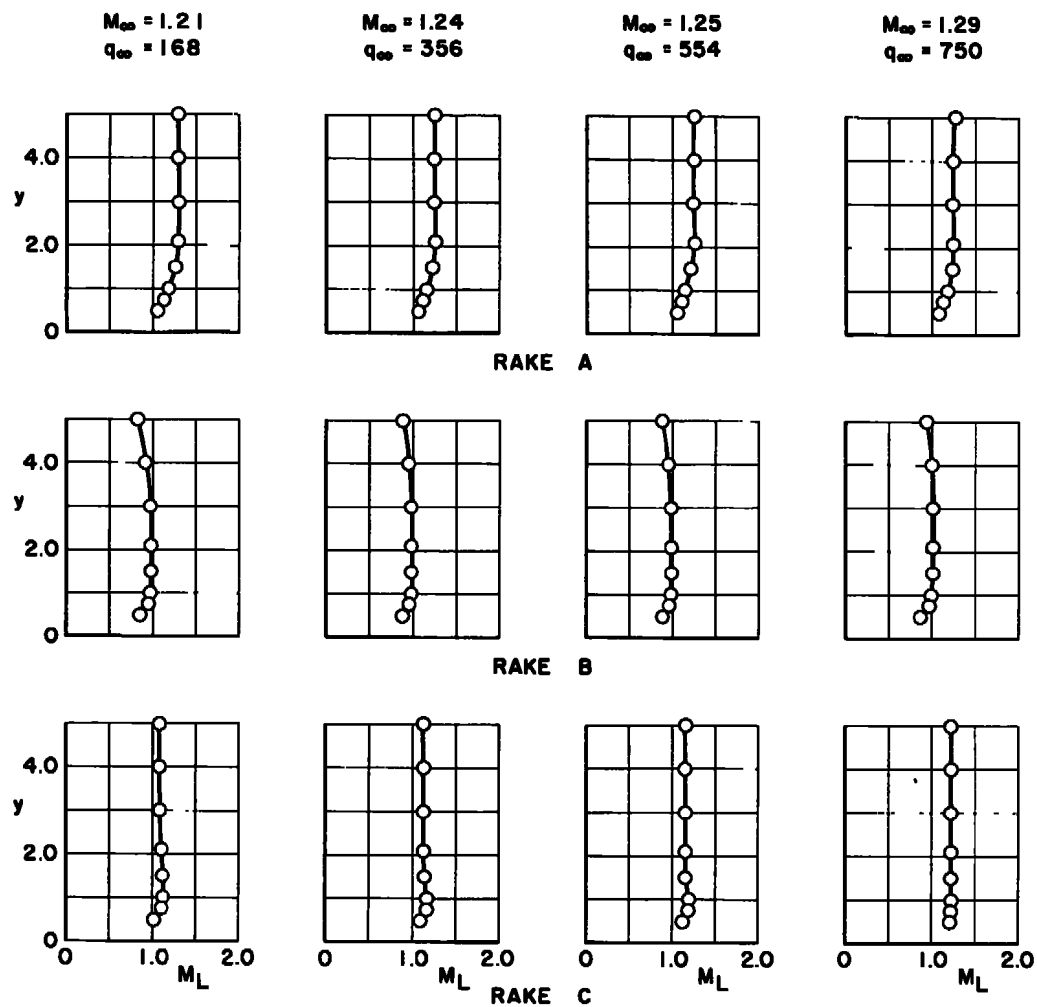 M∞ = 1.21 M∞ = 1.24 M∞ = 1.25 M∞ = 1.29
q∞ = 168 q∞ = 356 q∞ = 554 q∞ = 750
4.0
y
2.0
0
RAKE A
4.0
y
2.0
0
RAKE B
4.0
y
2.0
0
0 1.0 2.0 0 1.0 2.0 0 1.0 2.0 0 1.0 2.0
M_L M_L M_L M_L
RAKE C